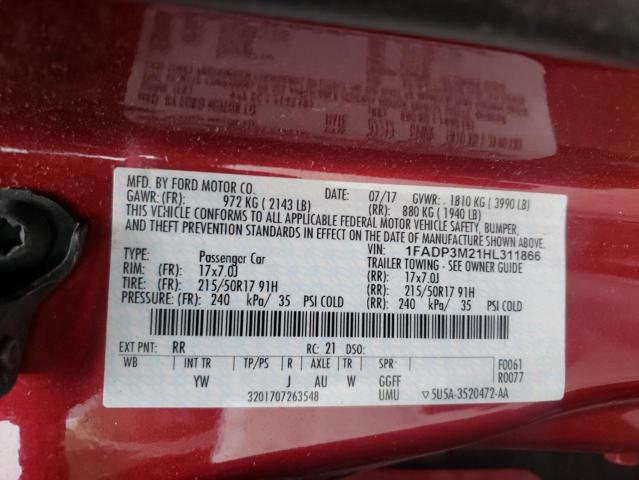 MFD. BY FORD MOTOR CO.
DATE: 07/17 GVWR: 1810 KG ( 3990 LB)
GAWR: (FR): 972 KG ( 2143 LB) (RR): 880 KG ( 1940 LB)
THIS VEHICLE CONFORMS TO ALL APPLICABLE FEDERAL MOTOR VEHICLE SAFETY, BUMPER,
AND THEFT PREVENTION STANDARDS IN EFFECT ON THE DATE OF MANUFACTURE SHOWN ABOVE.
VIN: 1FADP3M21HL311866
TYPE: Passenger Car TRAILER TOWING - SEE OWNER GUIDE
RIM: (FR): 17x7.0J (RR): 17x7.0J
TIRE: (FR): 215/50R17 91H (RR): 215/50R17 91H
PRESSURE: (FR): 240 kPa/ 35 PSI COLD (RR): 240 kPa/ 35 PSI COLD
EXT PNT: RR RC: 21 DSO:
WB INT TR TP/PS R AXLE TR SPR F0061
YW J AU W GGFF R0077
3201707263548 UMU ▽ 5U5A-3520472-AA